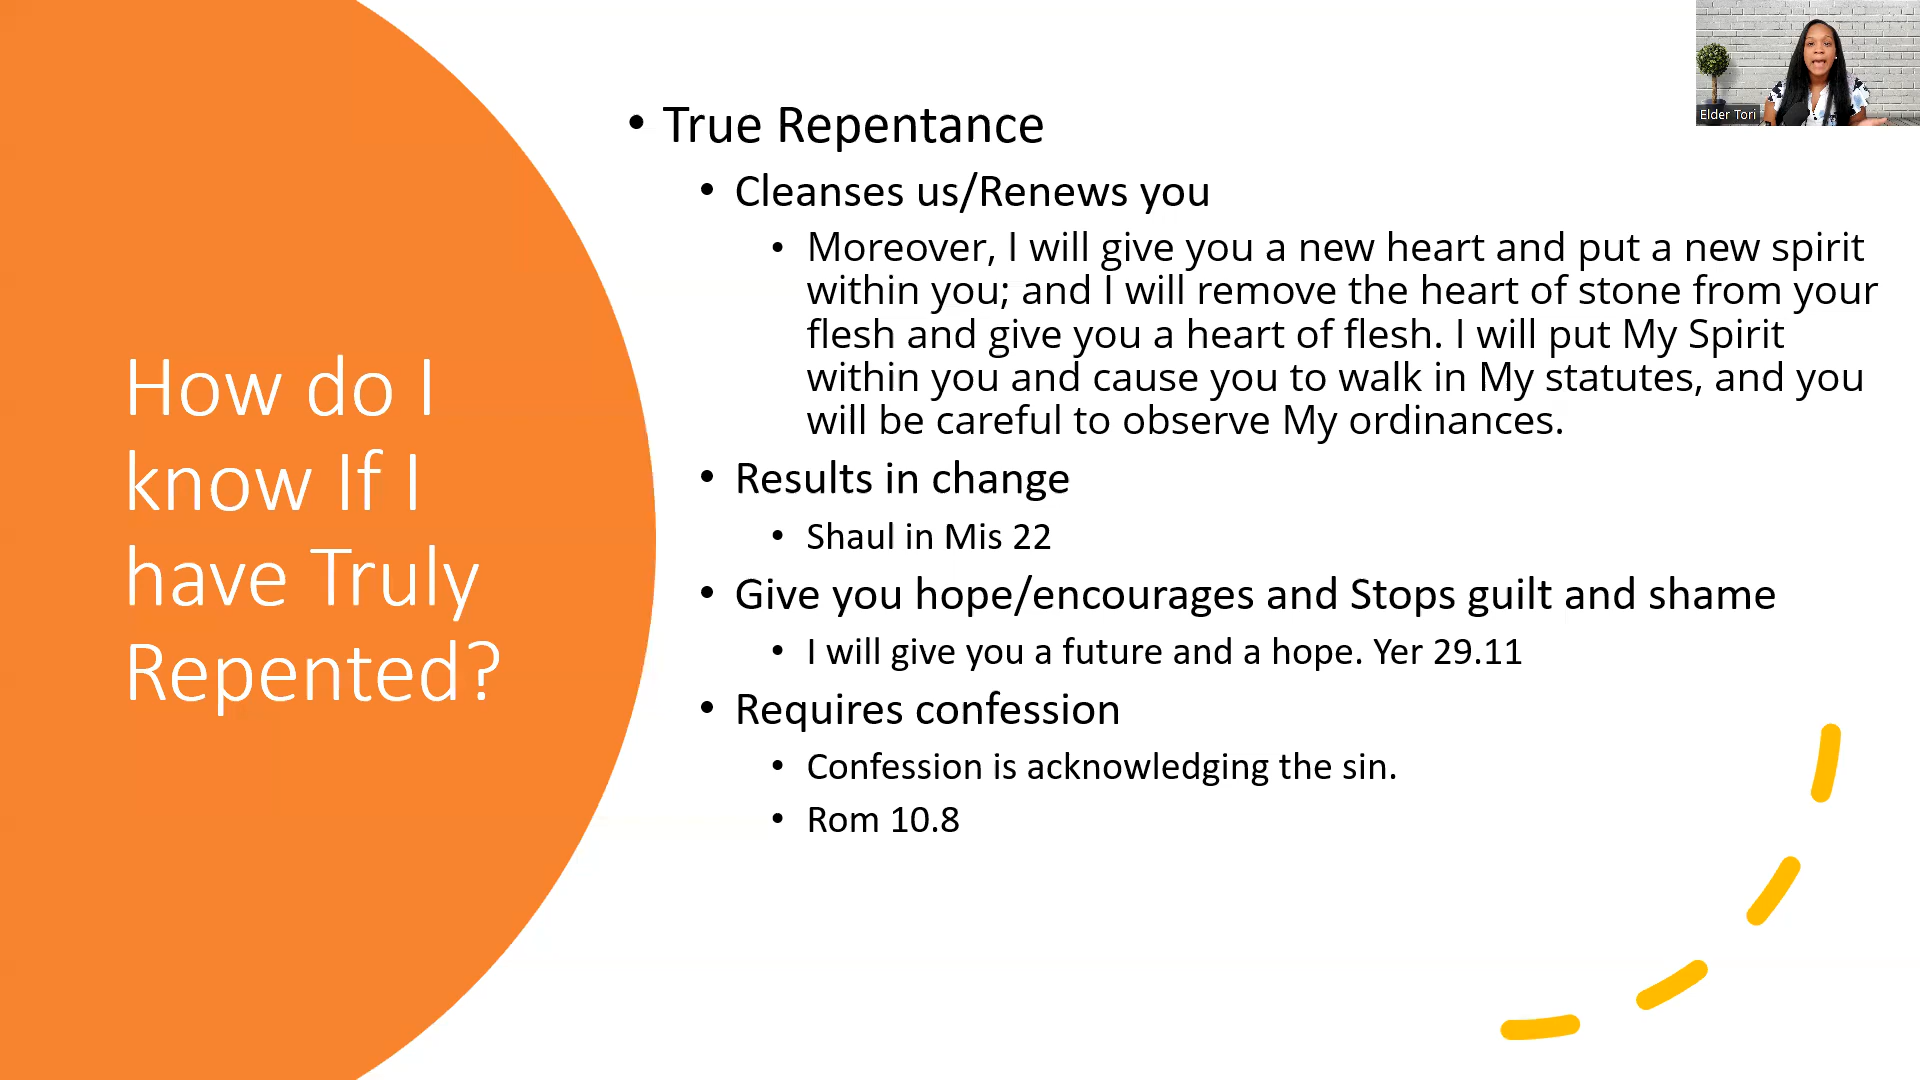 How do I
know If I
have Truly
Repented?
• True Repentance
• Cleanses us/Renews you
• Moreover, I will give you a new heart and put a new spirit
within you; and I will remove the heart of stone from your
flesh and give you a heart of flesh. I will put My Spirit
within you and cause you to walk in My statutes, and you
will be careful to observe My ordinances.
• Results in change
• Shaul in Mis 22
• Give you hope/encourages and Stops guilt and shame
• I will give you a future and a hope. Yer 29.11
• Requires confession
• Confession is acknowledging the sin.
• Rom 10.8
Elder Tori